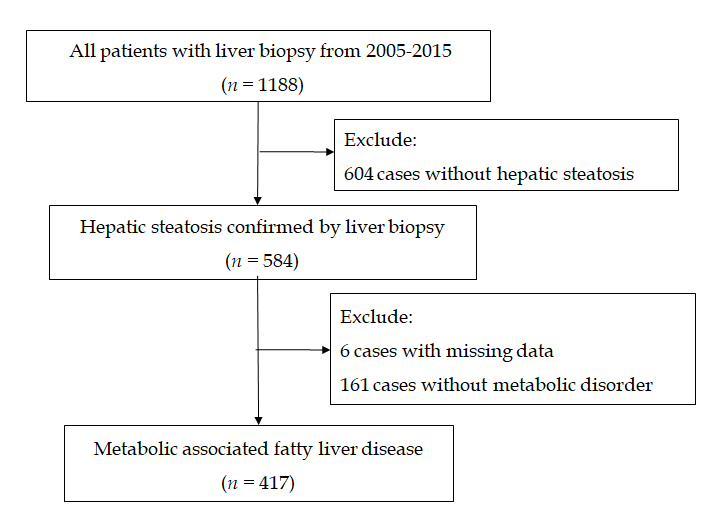 All patients with liver biopsy from 2005-2015
(n = 1188)
Exclude:
604 cases without hepatic steatosis
Hepatic steatosis confirmed by liver biopsy
(n = 584)
Exclude:
6 cases with missing data
161 cases without metabolic disorder
Metabolic associated fatty liver disease
(n = 417)